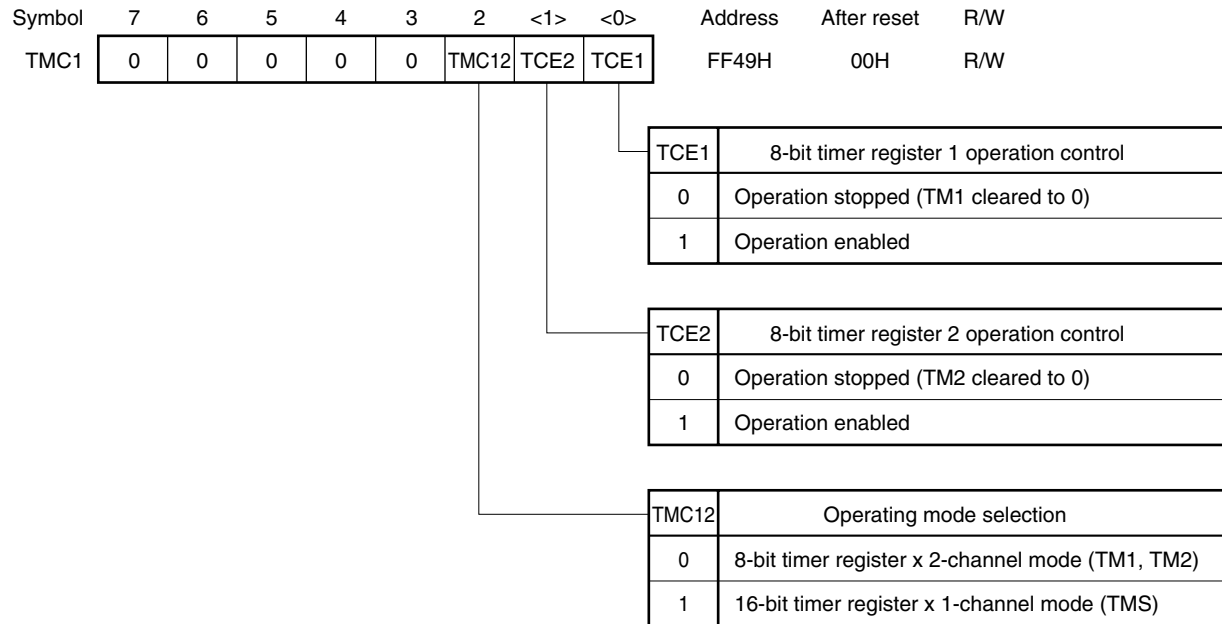 Symbol 7 6 5 4 3 2 <1> <0> Address After reset R/W
TMC1 0 0 0 0 0 TMC12 TCE2 TCE1 FF49H 00H R/W
TCE1 8-bit timer register 1 operation control
0 Operation stopped (TM1 cleared to 0)
1 Operation enabled
TCE2 8-bit timer register 2 operation control
0 Operation stopped (TM2 cleared to 0)
1 Operation enabled
TMC12 Operating mode selection
0 8-bit timer register x 2-channel mode (TM1, TM2)
1 16-bit timer register x 1-channel mode (TMS)